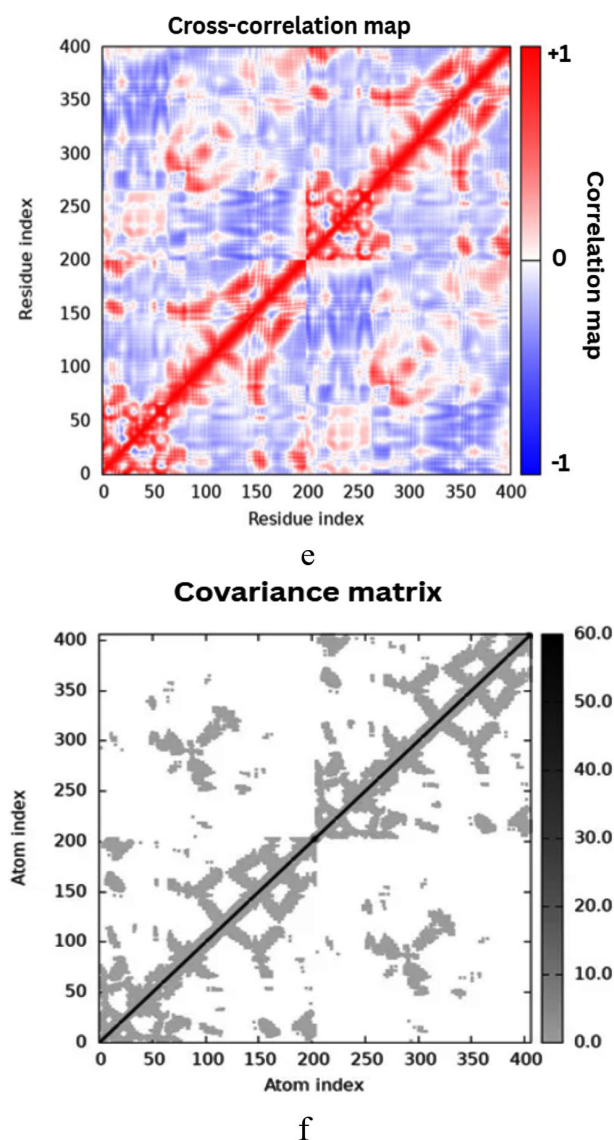 Cross-correlation map
400
350
300
250
200
150
100
50
0
Residue index
0 50 100 150 200 250 300 350 400
Residue index
+1
0
-1
Correlation map
e
Covariance matrix
400
350
300
250
200
150
100
50
0
Atom index
0 50 100 150 200 250 300 350 400
Atom index
60.0
50.0
40.0
30.0
20.0
10.0
0.0
f